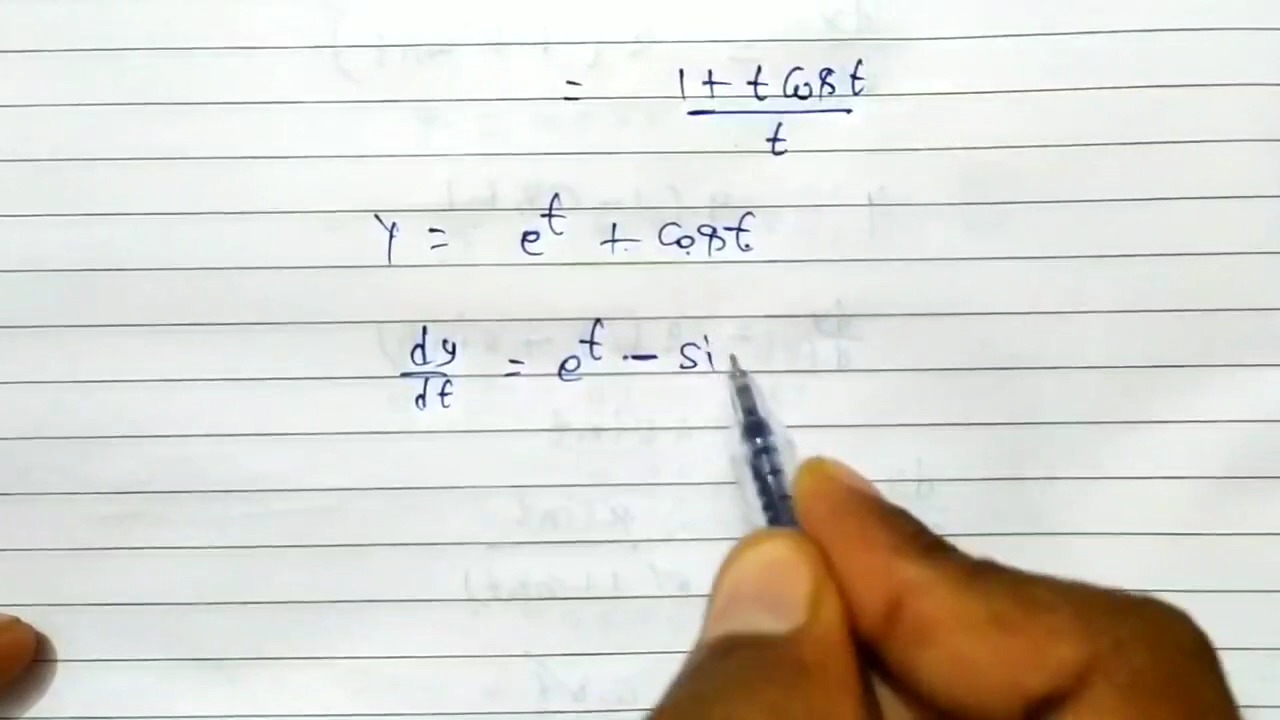 = 1 + t cos t
t
y = e^t + cos t
dy
dt = e^t - si